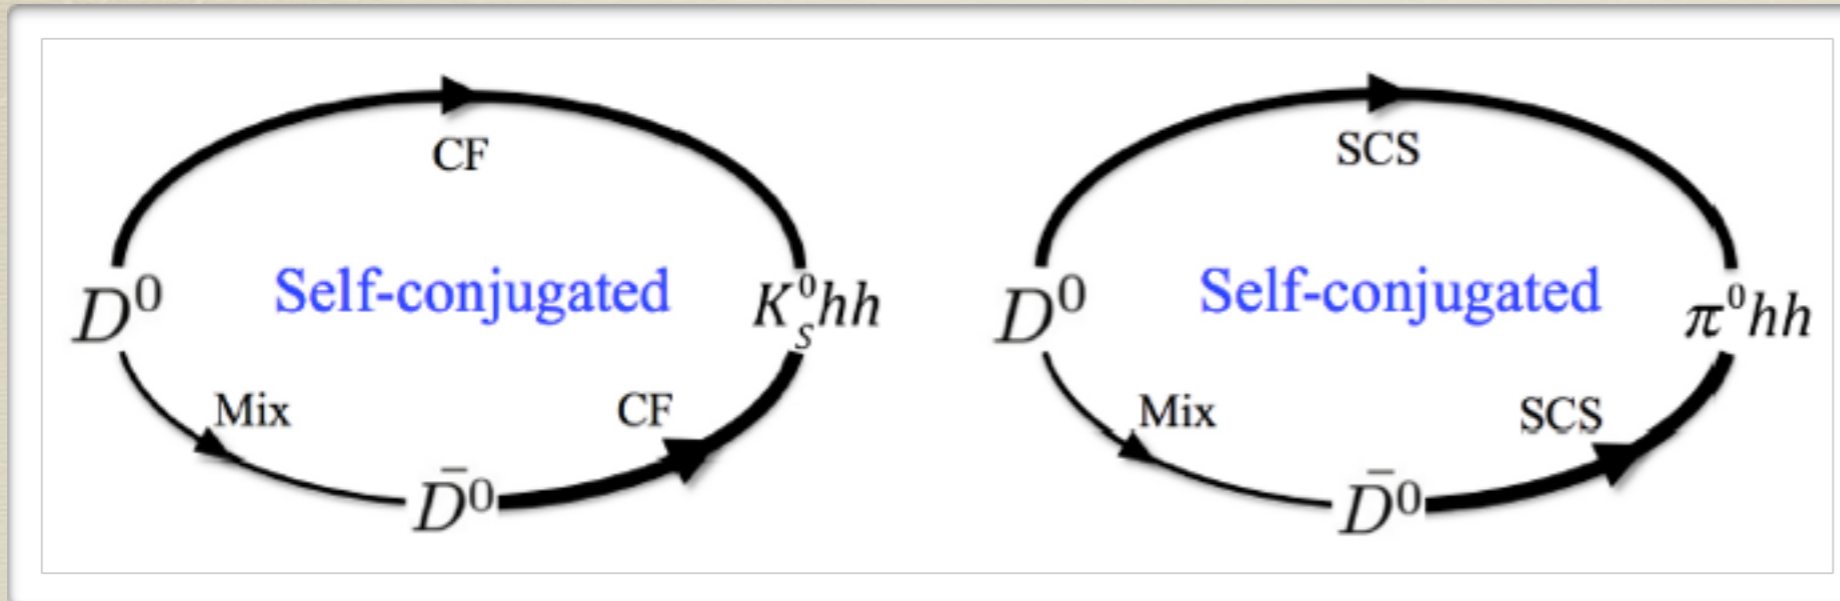 CF
Self-conjugated
D⁰
K⁰ₛhh
Mix
CF
D̄⁰
SCS
Self-conjugated
D⁰
π⁰hh
Mix
SCS
D̄⁰